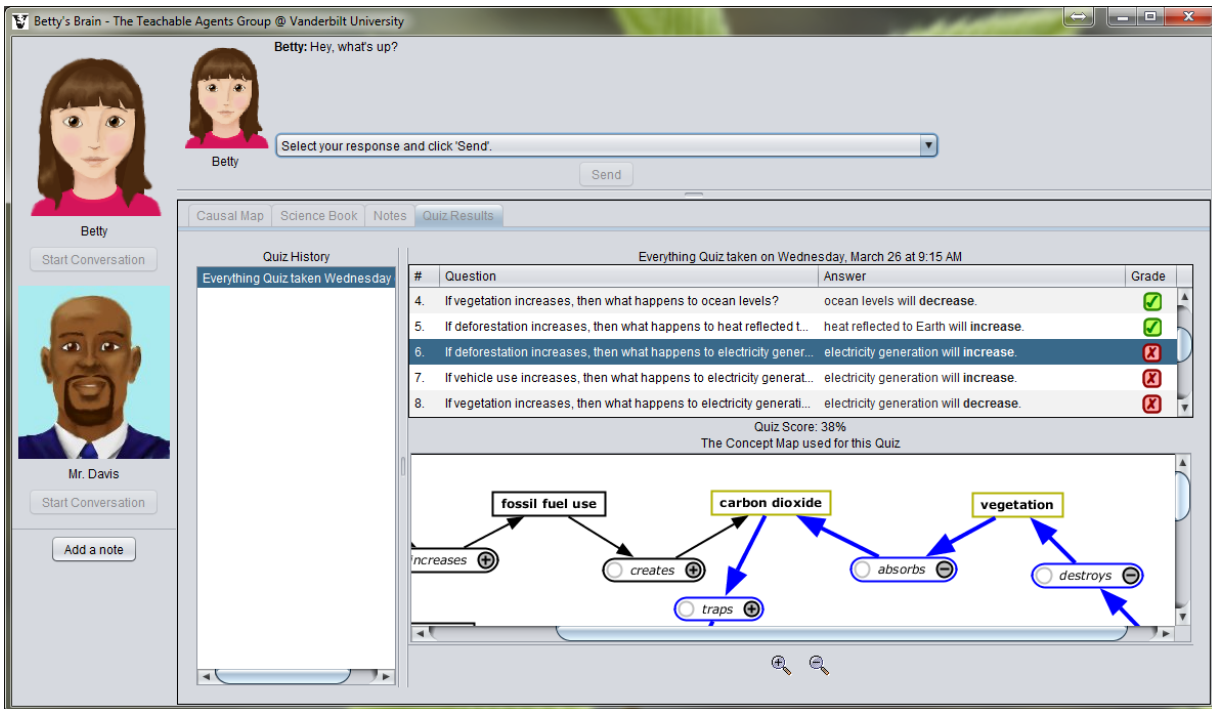 Betty's Brain - The Teachable Agents Group @ Vanderbilt University
Betty: Hey, what's up?
Betty
Select your response and click 'Send'.
Send
Betty
Start Conversation
Mr. Davis
Start Conversation
Add a note
Causal Map Science Book Notes Quiz Results
Quiz History
Everything Quiz taken Wednesday
Everything Quiz taken on Wednesday, March 26 at 9:15 AM
# Question Answer Grade
4. If vegetation increases, then what happens to ocean levels? ocean levels will decrease.
5. If deforestation increases, then what happens to heat reflected t... heat reflected to Earth will increase.
6. If deforestation increases, then what happens to electricity gener... electricity generation will increase.
7. If vehicle use increases, then what happens to electricity generat... electricity generation will increase.
8. If vegetation increases, then what happens to electricity generati... electricity generation will decrease.
Quiz Score: 38%
The Concept Map used for this Quiz
fossil fuel use carbon dioxide vegetation
increases +
creates + absorbs − destroys −
traps +